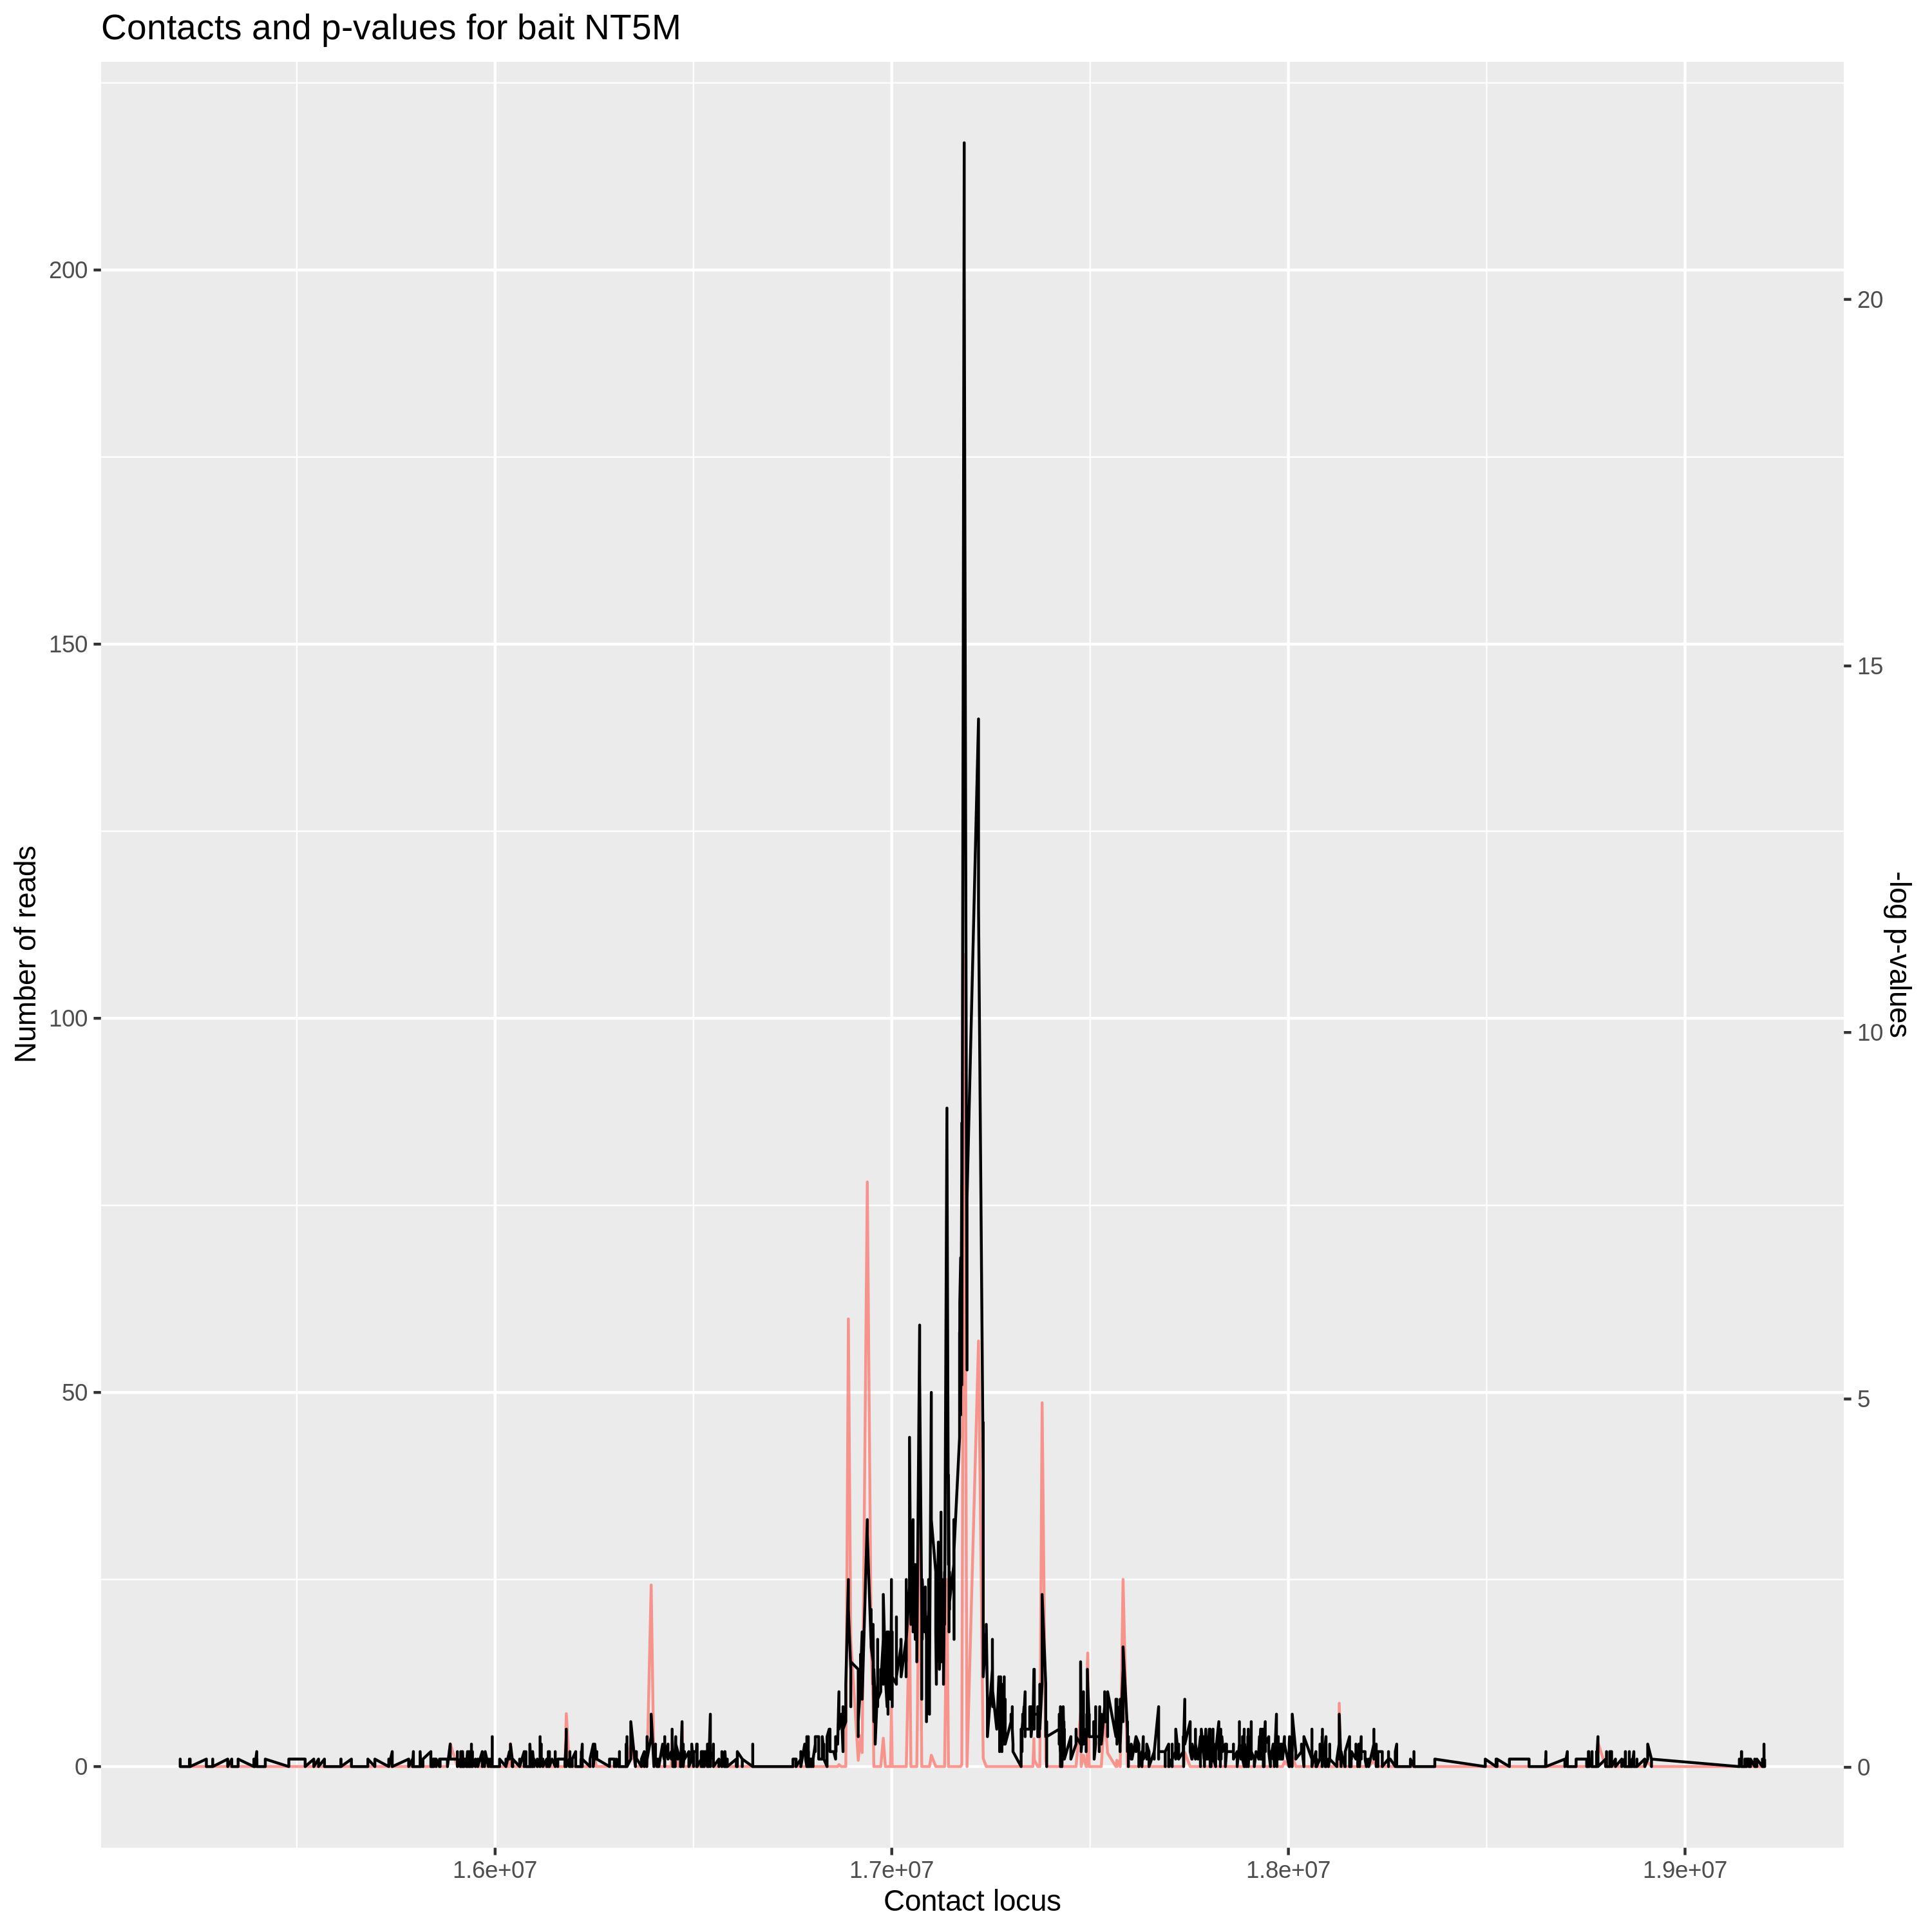 Contacts and p-values for bait NT5M
Number of reads
200
150
100
50
0
20
15
10
5
0
-log p-values
1.6e+07
1.7e+07
1.8e+07
1.9e+07
Contact locus